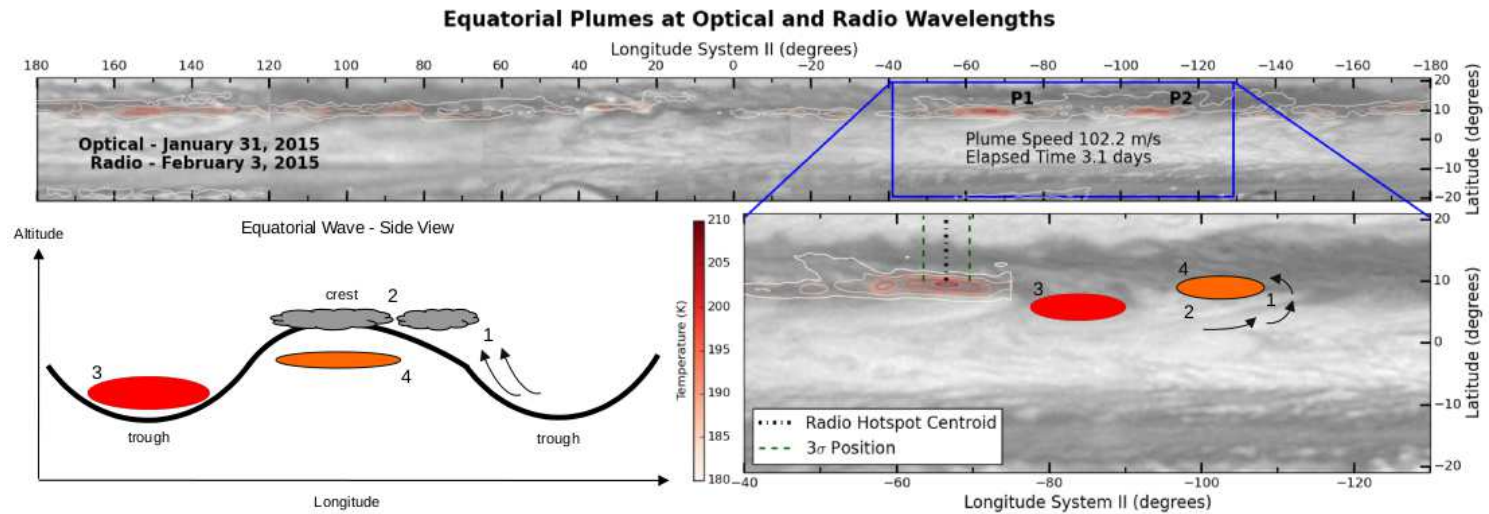 Equatorial Plumes at Optical and Radio Wavelengths
Longitude System II (degrees)
180 160 140 120 100 80 60 40 20 0 −20 −40 −60 −80 −100 −120 −140 −160 −180
20
10
0
−10
−20
Latitude (degrees)
P1 P2
Optical - January 31, 2015
Radio - February 3, 2015
Plume Speed 102.2 m/s
Elapsed Time 3.1 days
Equatorial Wave - Side View
Altitude
crest
2
1
3
4
trough
trough
Longitude
Temperature (K)
210
205
200
195
190
185
180
20
10
0
−10
−20
Latitude (degrees)
3
4
2
1
Radio Hotspot Centroid
3σ Position
−40 −60 −80 −100 −120
Longitude System II (degrees)